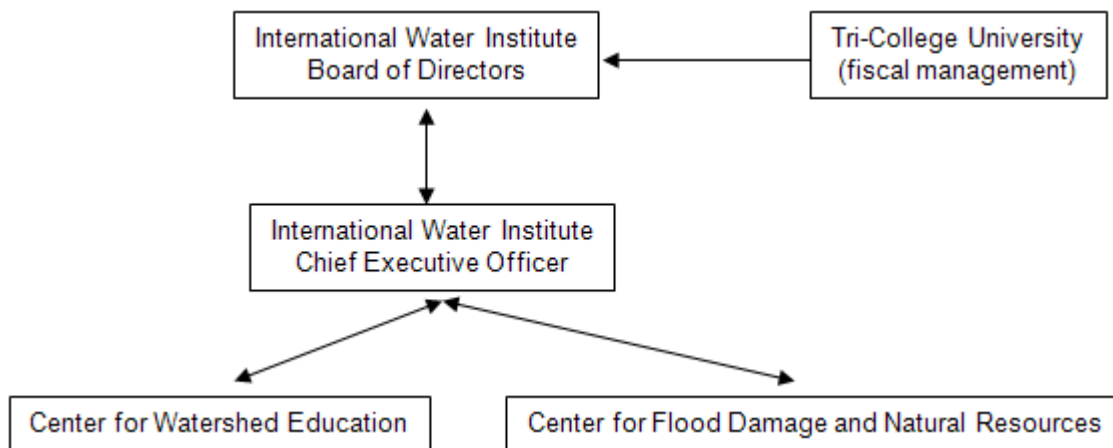 International Water Institute
Board of Directors
Tri-College University
(fiscal management)
International Water Institute
Chief Executive Officer
Center for Watershed Education
Center for Flood Damage and Natural Resources